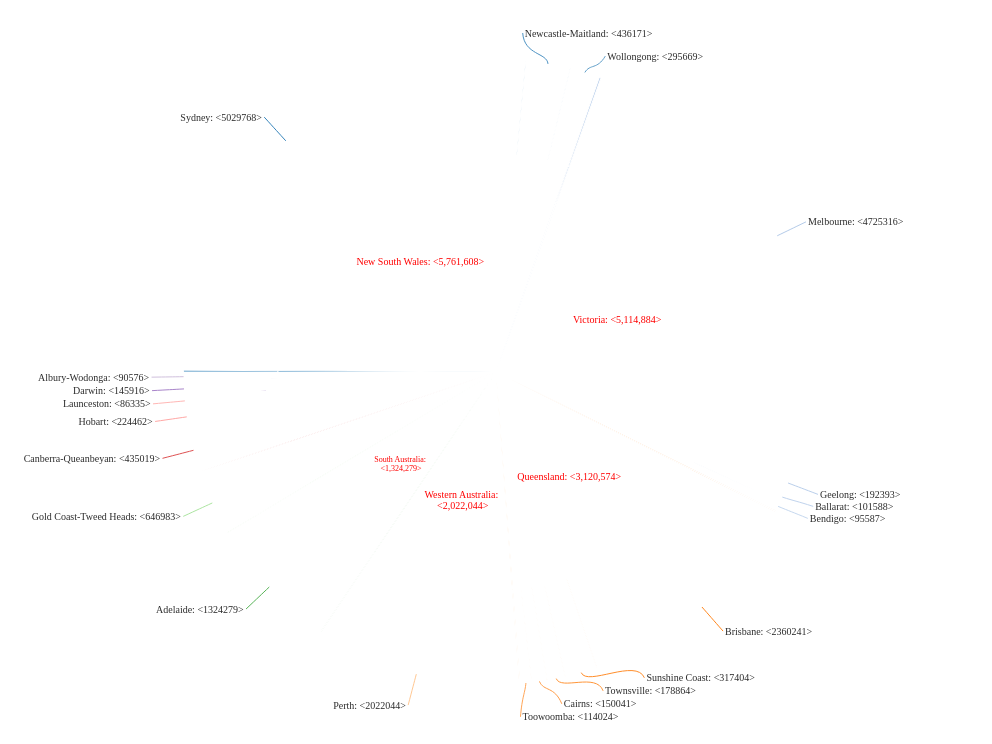 Newcastle-Maitland: <436171>
Wollongong: <295669>
Sydney: <5029768>
Melbourne: <4725316>
New South Wales: <5,761,608>
Victoria: <5,114,884>
Albury-Wodonga: <90576>
Darwin: <145916>
Launceston: <86335>
Hobart: <224462>
Canberra-Queanbeyan: <435019>
South Australia:
<1,324,279>
Queensland: <3,120,574>
Western Australia:
<2,022,044>
Geelong: <192393>
Ballarat: <101588>
Bendigo: <95587>
Gold Coast-Tweed Heads: <646983>
Adelaide: <1324279>
Brisbane: <2360241>
Sunshine Coast: <317404>
Townsville: <178864>
Cairns: <150041>
Perth: <2022044>
Toowoomba: <114024>